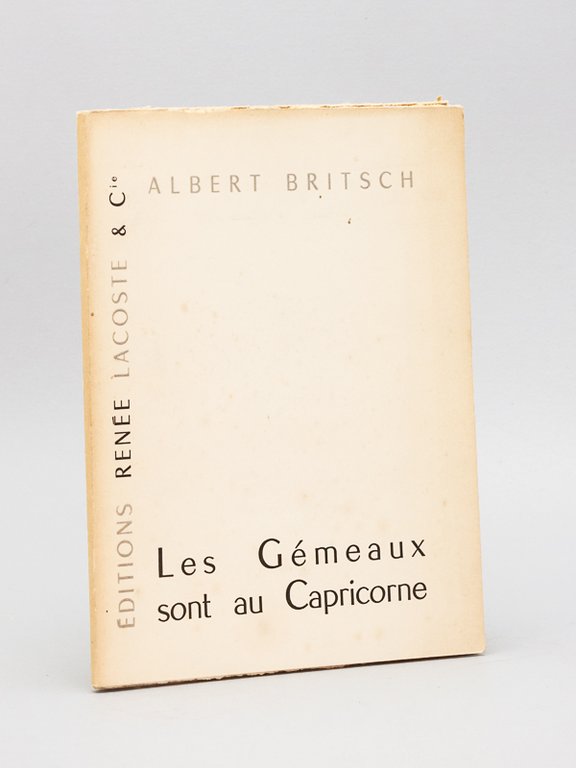 ALBERT BRITSCH
ÉDITIONS RENÉE LACOSTE & Cie
Les Gémeaux
sont au Capricorne